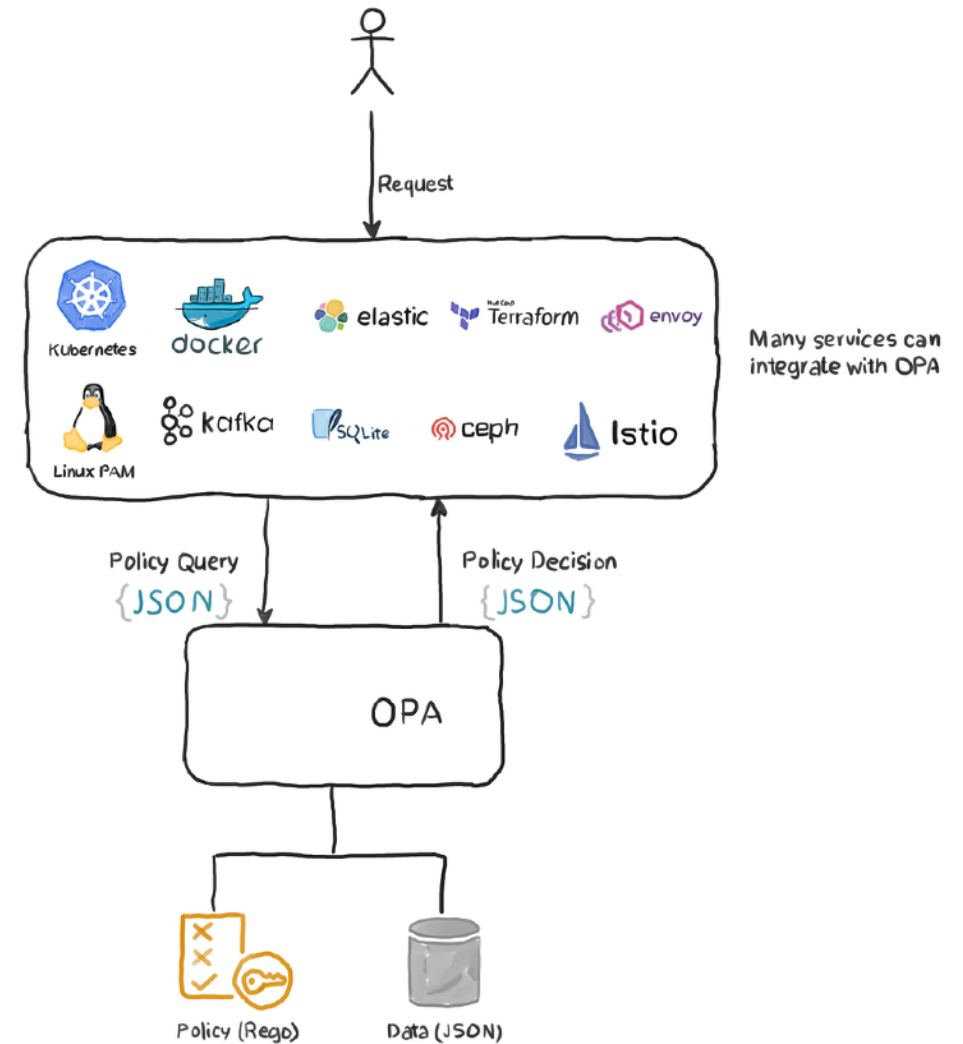 Request
Kubernetes
docker
elastic
HashiCorp
Terraform
envoy
Many services can
integrate with OPA
Linux PAM
kafka
SQLite
ceph
Istio
Policy Query
{JSON}
Policy Decision
{JSON}
OPA
Policy (Rego)
Data (JSON)